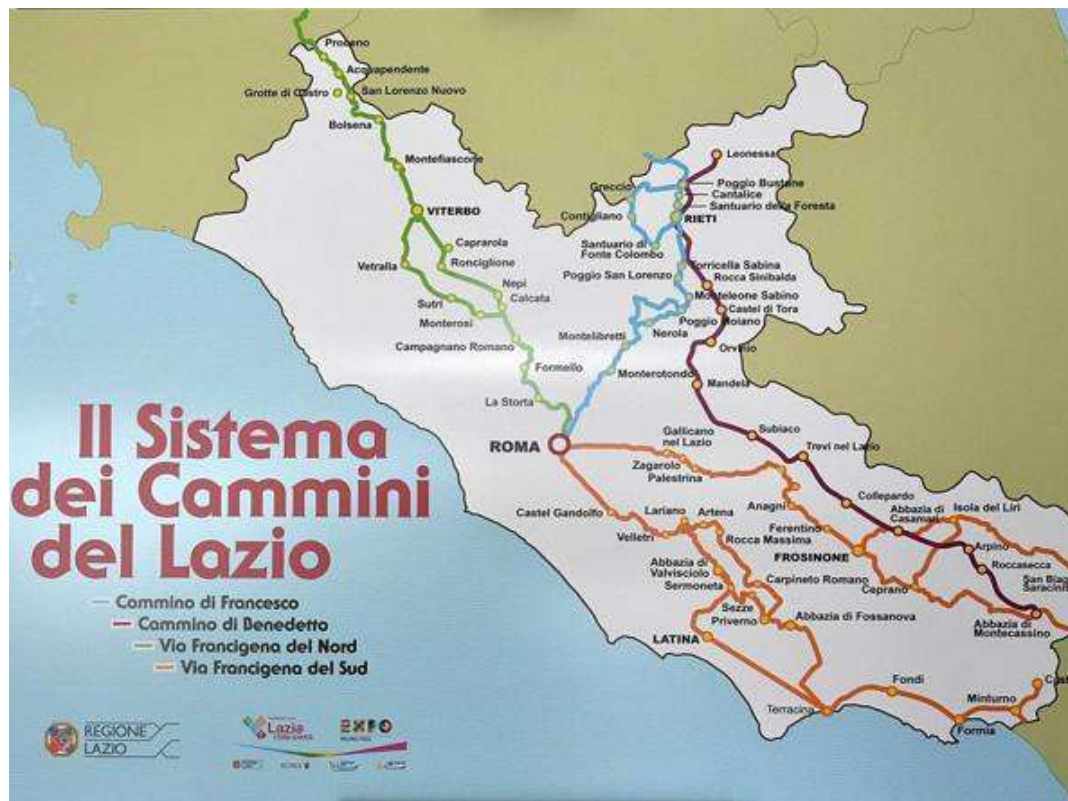 Proceno
Acquapendente
Grotte di Castro
San Lorenzo Nuovo
Bolsena
Montefiascone
VITERBO
Caprarola
Vetralla
Ronciglione
Nepi
Sutri
Calcata
Monterosi
Campagnano Romano
Formello
La Storta
ROMA
Leonessa
Greccio
Poggio Bustone
Cantalice
Santuario della Foresta
Contigliano
RIETI
Santuario di
Fonte Colombo
Poggio San Lorenzo
Torricella Sabina
Rocca Sinibalda
Monteleone Sabino
Castel di Tora
Poggio Moiano
Montelibretti
Nerola
Orvinio
Monterotondo
Mandela
Gallicano
nel Lazio
Subiaco
Trevi nel Lazio
Zagarolo
Palestrina
Anagni
Collepardo
Castel Gandolfo
Lariano
Artena
Ferentino
Abbazia di
Casamari
Isola del Liri
Velletri
Rocca Massima
FROSINONE
Arpino
Roccasecca
Abbazia di
Valvisciolo
Sermoneta
Carpineto Romano
Ceprano
San Biag
Saracinis
Sezze
Priverno
Abbazia di Fossanova
Abbazia di
Montecassino
LATINA
Fondi
Minturno
Terracina
Formia
Il Sistema
dei Cammini
del Lazio
Cammino di Francesco
Cammino di Benedetto
Via Francigena del Nord
Via Francigena del Sud
REGIONE
LAZIO
Lazio
EXPO